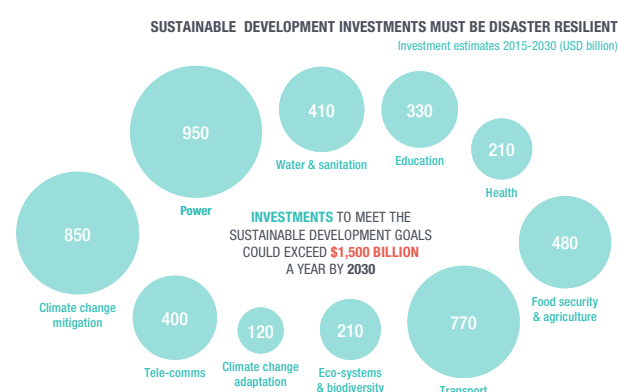 SUSTAINABLE DEVELOPMENT INVESTMENTS MUST BE DISASTER RESILIENT
Investment estimates 2015-2030 (USD billion)
950
Power
410
Water & sanitation
330
Education
210
Health
850
Climate change
mitigation
INVESTMENTS TO MEET THE
SUSTAINABLE DEVELOPMENT GOALS
COULD EXCEED $1,500 BILLION
A YEAR BY 2030
480
Food security
& agriculture
400
Tele-comms
120
Climate change
adaptation
210
Eco-systems
& biodiversity
770
Transport